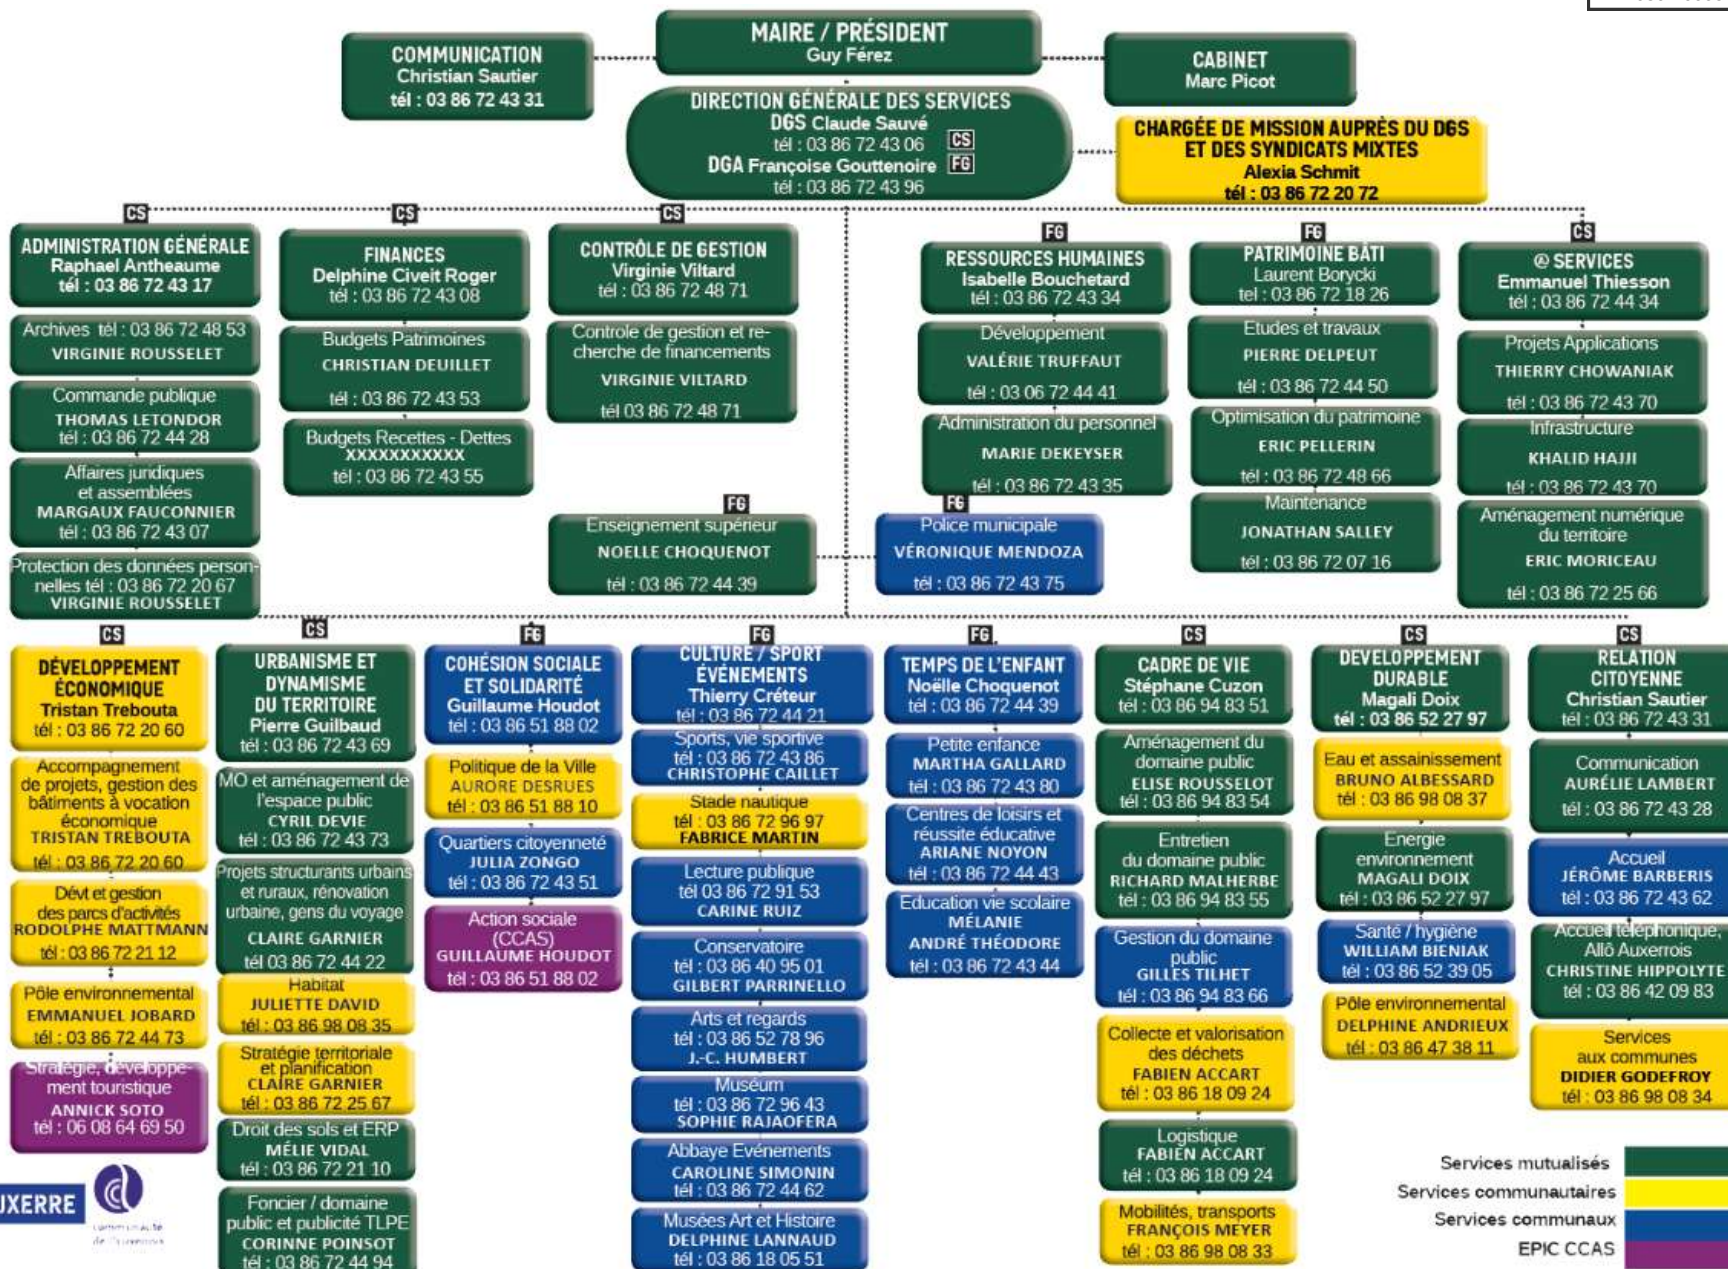 MAIRE / PRÉSIDENT
Guy Férez
COMMUNICATION
Christian Sautier
tél : 03 86 72 43 31
CABINET
Marc Picot
DIRECTION GÉNÉRALE DES SERVICES
DGS Claude Sauvé
tél : 03 86 72 43 06 CS
DGA Françoise Gouttenoire FG
tél : 03 86 72 43 96
CHARGÉE DE MISSION AUPRÈS DU DGS
ET DES SYNDICATS MIXTES
Alexia Schmit
tél : 03 86 72 20 72
CS
ADMINISTRATION GÉNÉRALE
Raphael Antheaume
tél : 03 86 72 43 17
Archives tél : 03 86 72 48 53
VIRGINIE ROUSSELET
Commande publique
THOMAS LETONDOR
tél : 03 86 72 44 28
Affaires juridiques
et assemblées
MARGAUX FAUCONNIER
tél : 03 86 72 43 07
Protection des données person-
nelles tél : 03 86 72 20 67
VIRGINIE ROUSSELET
CS
FINANCES
Delphine Civeit Roger
tél : 03 86 72 43 08
Budgets Patrimoines
CHRISTIAN DEUILLET
tél : 03 86 72 43 53
Budgets Recettes - Dettes
XXXXXXXXXXX
tél : 03 86 72 43 55
CS
CONTRÔLE DE GESTION
Virginie Viltard
tél : 03 86 72 48 71
Controle de gestion et re-
cherche de financements
VIRGINIE VILTARD
tél 03 86 72 48 71
FG
RESSOURCES HUMAINES
Isabelle Bouchetard
tél : 03 86 72 43 34
Développement
VALÉRIE TRUFFAUT
tél : 03 06 72 44 41
Administration du personnel
MARIE DEKEYSER
tél : 03 86 72 43 35
FG
PATRIMOINE BÂTI
Laurent Borycki
tel : 03 86 72 18 26
Etudes et travaux
PIERRE DELPEUT
tél : 03 86 72 44 50
Optimisation du patrimoine
ERIC PELLERIN
tél : 03 86 72 48 66
Maintenance
JONATHAN SALLEY
tél : 03 86 72 07 16
CS
@ SERVICES
Emmanuel Thiesson
tél : 03 86 72 44 34
Projets Applications
THIERRY CHOWANIAK
tél : 03 86 72 43 70
Infrastructure
KHALID HAJJI
tél : 03 86 72 43 70
Aménagement numérique
du territoire
ERIC MORICEAU
tél : 03 86 72 25 66
FG
Enseignement supérieur
NOELLE CHOQUENOT
tél : 03 86 72 44 39
FG
Police municipale
VÉRONIQUE MENDOZA
tél : 03 86 72 43 75
CS
DÉVELOPPEMENT
ÉCONOMIQUE
Tristan Trebouta
tél : 03 86 72 20 60
Accompagnement
de projets, gestion des
bâtiments à vocation
économique
TRISTAN TREBOUTA
tél : 03 86 72 20 60
Dévt et gestion
des parcs d'activités
RODOLPHE MATTMANN
tél : 03 86 72 21 12
Pôle environnemental
EMMANUEL JOBARD
tél : 03 86 72 44 73
Stratégie, développe-
ment touristique
ANNICK SOTO
tél : 06 08 64 69 50
CS
URBANISME ET
DYNAMISME
DU TERRITOIRE
Pierre Guilbaud
tél : 03 86 72 43 69
MO et aménagement de
l'espace public
CYRIL DEVIE
tél : 03 86 72 43 73
Projets structurants urbains
et ruraux, rénovation
urbaine, gens du voyage
CLAIRE GARNIER
tél 03 86 72 44 22
Habitat
JULIETTE DAVID
tél : 03 86 98 08 35
Stratégie territoriale
et planification
CLAIRE GARNIER
tél : 03 86 72 25 67
Droit des sols et ERP
MÉLIE VIDAL
tél : 03 86 72 21 10
Foncier / domaine
public et publicité TLPE
CORINNE POINSOT
tél : 03 86 72 44 94
FG
COHÉSION SOCIALE
ET SOLIDARITÉ
Guillaume Houdot
tél : 03 86 51 88 02
Politique de la Ville
AURORE DESRUES
tél : 03 86 51 88 10
Quartiers citoyenneté
JULIA ZONGO
tél : 03 86 72 43 51
Action sociale
(CCAS)
GUILLAUME HOUDOT
tél : 03 86 51 88 02
FG
CULTURE / SPORT
ÉVÉNEMENTS
Thierry Créteur
tél : 03 86 72 44 21
Sports, vie sportive
tél : 03 86 72 43 86
CHRISTOPHE CAILLET
Stade nautique
tél : 03 86 72 96 97
FABRICE MARTIN
Lecture publique
tél 03 86 72 91 53
CARINE RUIZ
Conservatoire
tél : 03 86 40 95 01
GILBERT PARRINELLO
Arts et regards
tél : 03 86 52 78 96
J.-C. HUMBERT
Muséum
tél : 03 86 72 96 43
SOPHIE RAJAOFERA
Abbaye Evénements
CAROLINE SIMONIN
tél : 03 86 72 44 62
Musées Art et Histoire
DELPHINE LANNAUD
tél : 03 86 18 05 51
FG
TEMPS DE L'ENFANT
Noëlle Choquenot
tél : 03 86 72 44 39
Petite enfance
MARTHA GALLARD
tél : 03 86 72 43 80
Centres de loisirs et
réussite éducative
ARIANE NOYON
tél : 03 86 72 44 43
Education vie scolaire
MÉLANIE
ANDRÉ THÉODORE
tél : 03 86 72 43 44
CS
CADRE DE VIE
Stéphane Cuzon
tél : 03 86 94 83 51
Aménagement du
domaine public
ELISE ROUSSELOT
tél : 03 86 94 83 54
Entretien
du domaine public
RICHARD MALHERBE
tél : 03 86 94 83 55
Gestion du domaine
public
GILLES TILHET
tél : 03 86 94 83 66
Collecte et valorisation
des déchets
FABIEN ACCART
tél : 03 86 18 09 24
Logistique
FABIEN ACCART
tél : 03 86 18 09 24
Mobilités, transports
FRANÇOIS MEYER
tél : 03 86 98 08 33
CS
DEVELOPPEMENT
DURABLE
Magali Doix
tél : 03 86 52 27 97
Eau et assainissement
BRUNO ALBESSARD
tél : 03 86 98 08 37
Energie
environnement
MAGALI DOIX
tél : 03 86 52 27 97
Santé / hygiène
WILLIAM BIENIAK
tél : 03 86 52 39 05
Pôle environnemental
DELPHINE ANDRIEUX
tél : 03 86 47 38 11
CS
RELATION
CITOYENNE
Christian Sautier
tél : 03 86 72 43 31
Communication
AURÉLIE LAMBERT
tél : 03 86 72 43 28
Accueil
JÉRÔME BARBERIS
tél : 03 86 72 43 62
Accueil téléphonique,
Allô Auxerrois
CHRISTINE HIPPOLYTE
tél : 03 86 42 09 83
Services
aux communes
DIDIER GODEFROY
tél : 03 86 98 08 34
UXERRE
Services mutualisés
Services communautaires
Services communaux
EPIC CCAS